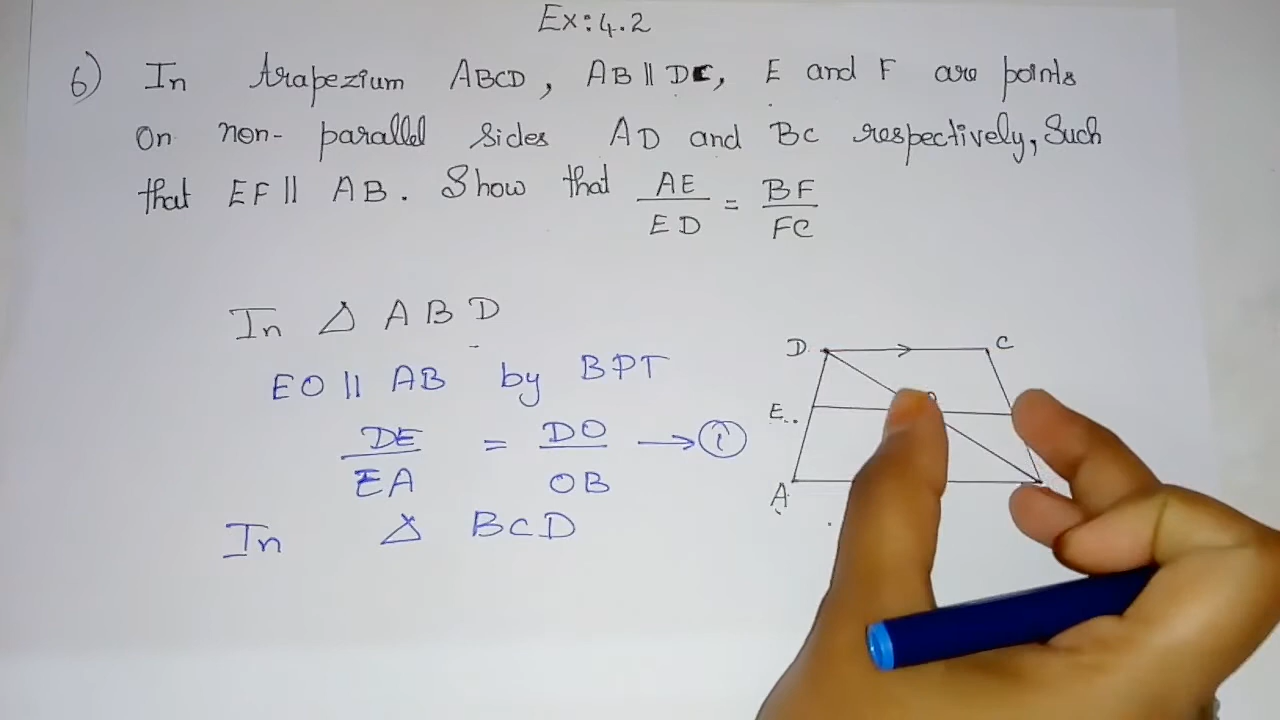 Ex: 4.2
6) In trapezium ABCD, AB || DC, E and F are points
on non-parallel sides AD and BC respectively, Such
that EF || AB. Show that AE/ED = BF/FC
In △ ABD
EO || AB by BPT
DE/EA = DO/OB → (i)
In △ BCD
D C
E
A